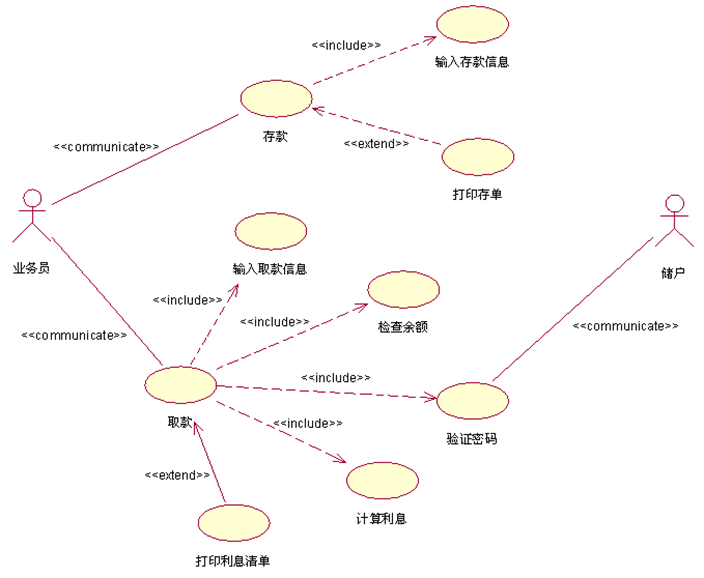 <<include>>
输入存款信息
存款
<<communicate>>
<<extend>>
打印存单
业务员
储户
输入取款信息
<<include>>
<<include>>
检查余额
<<communicate>>
<<communicate>>
<<include>>
取款
验证密码
<<include>>
<<extend>>
计算利息
打印利息清单